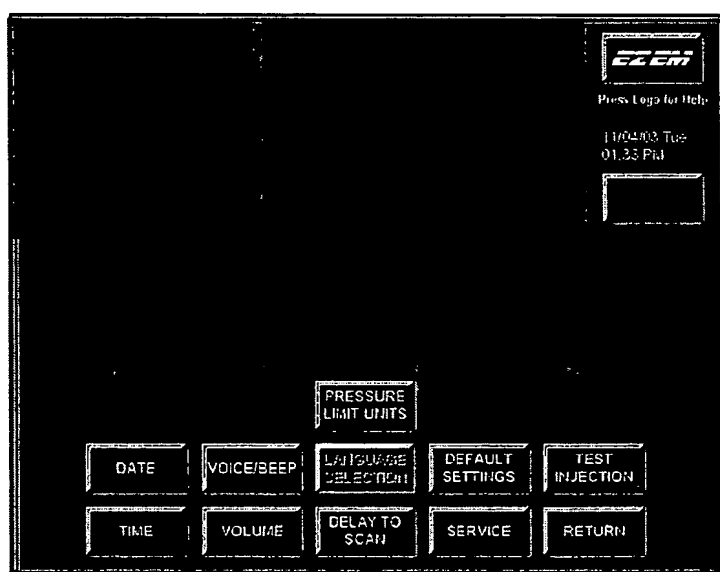 EZEM
Press Logo for Help
11/04/03 Tue
01:33 PM
PRESSURE
LIMIT UNITS
DATE
VOICE/BEEP
LANGUAGE
SELECTION
DEFAULT
SETTINGS
TEST
INJECTION
TIME
VOLUME
DELAY TO
SCAN
SERVICE
RETURN